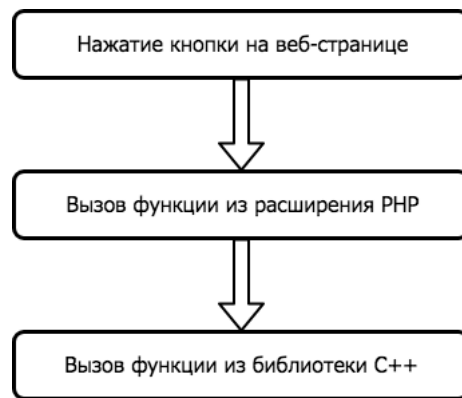 Нажатие кнопки на веб-странице
Вызов функции из расширения PHP
Вызов функции из библиотеки C++